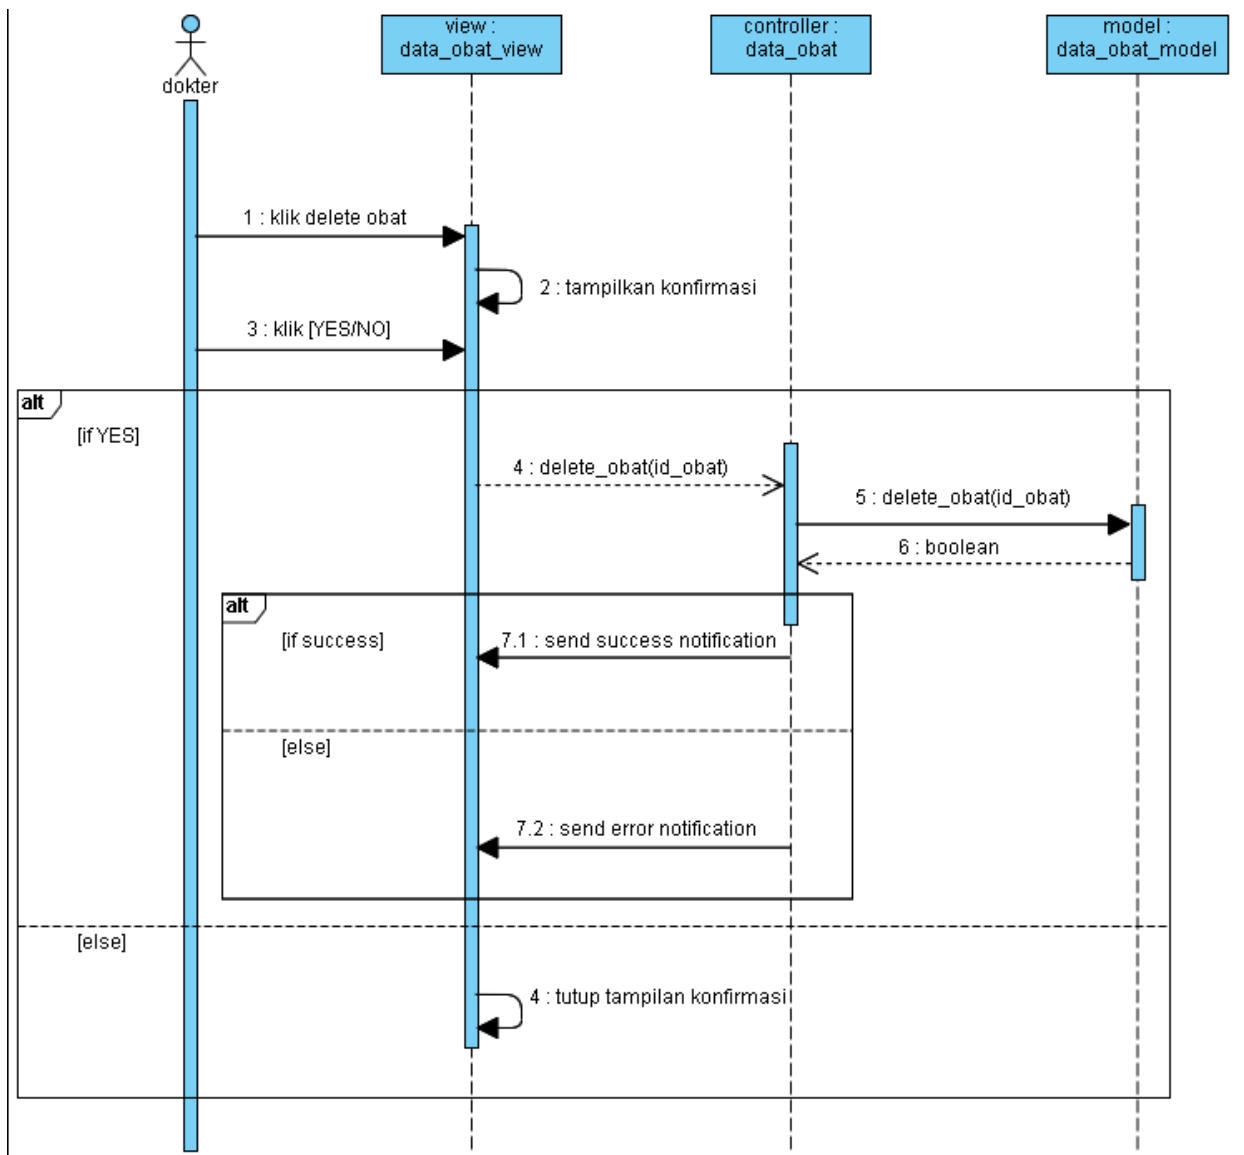 view :
data_obat_view
controller :
data_obat
model :
data_obat_model
dokter
1 : klik delete obat
2 : tampilkan konfirmasi
3 : klik [YES/NO]
alt
[if YES]
4 : delete_obat(id_obat)
5 : delete_obat(id_obat)
6 : boolean
alt
[if success]
7.1 : send success notification
[else]
7.2 : send error notification
[else]
4 : tutup tampilan konfirmasi